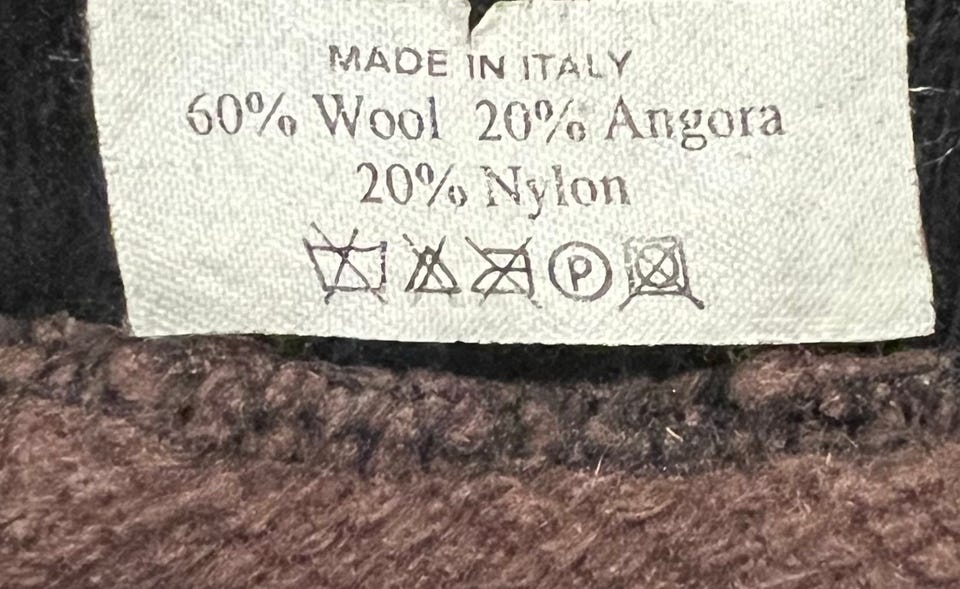 MADE IN ITALY
60% Wool 20% Angora
20% Nylon
P